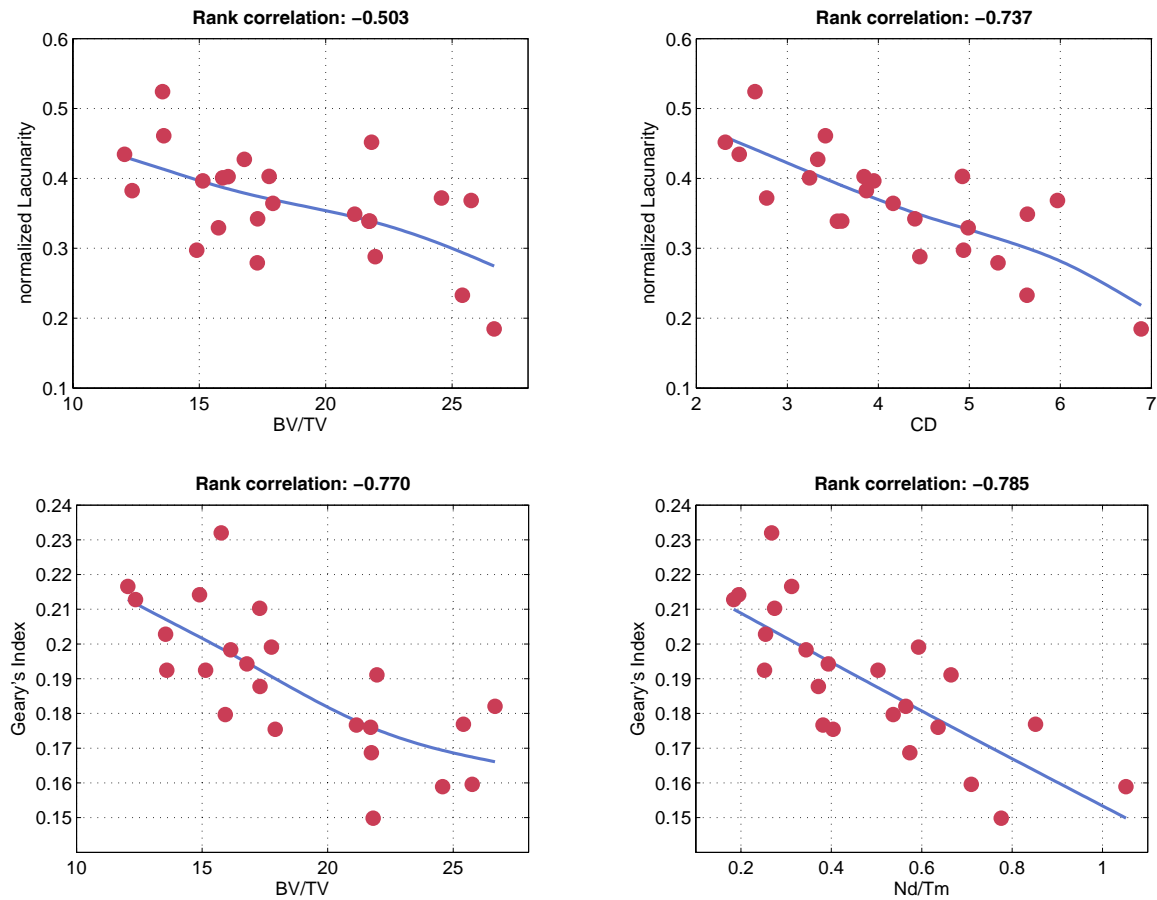 Rank correlation: −0.503
0.6
0.5
0.4
0.3
0.2
0.1
normalized Lacunarity
10 15 20 25
BV/TV
Rank correlation: −0.737
0.6
0.5
0.4
0.3
0.2
0.1
normalized Lacunarity
2 3 4 5 6 7
CD
Rank correlation: −0.770
0.24
0.23
0.22
0.21
0.2
0.19
0.18
0.17
0.16
0.15
Geary's Index
10 15 20 25
BV/TV
Rank correlation: −0.785
0.24
0.23
0.22
0.21
0.2
0.19
0.18
0.17
0.16
0.15
Geary's Index
0.2 0.4 0.6 0.8 1
Nd/Tm